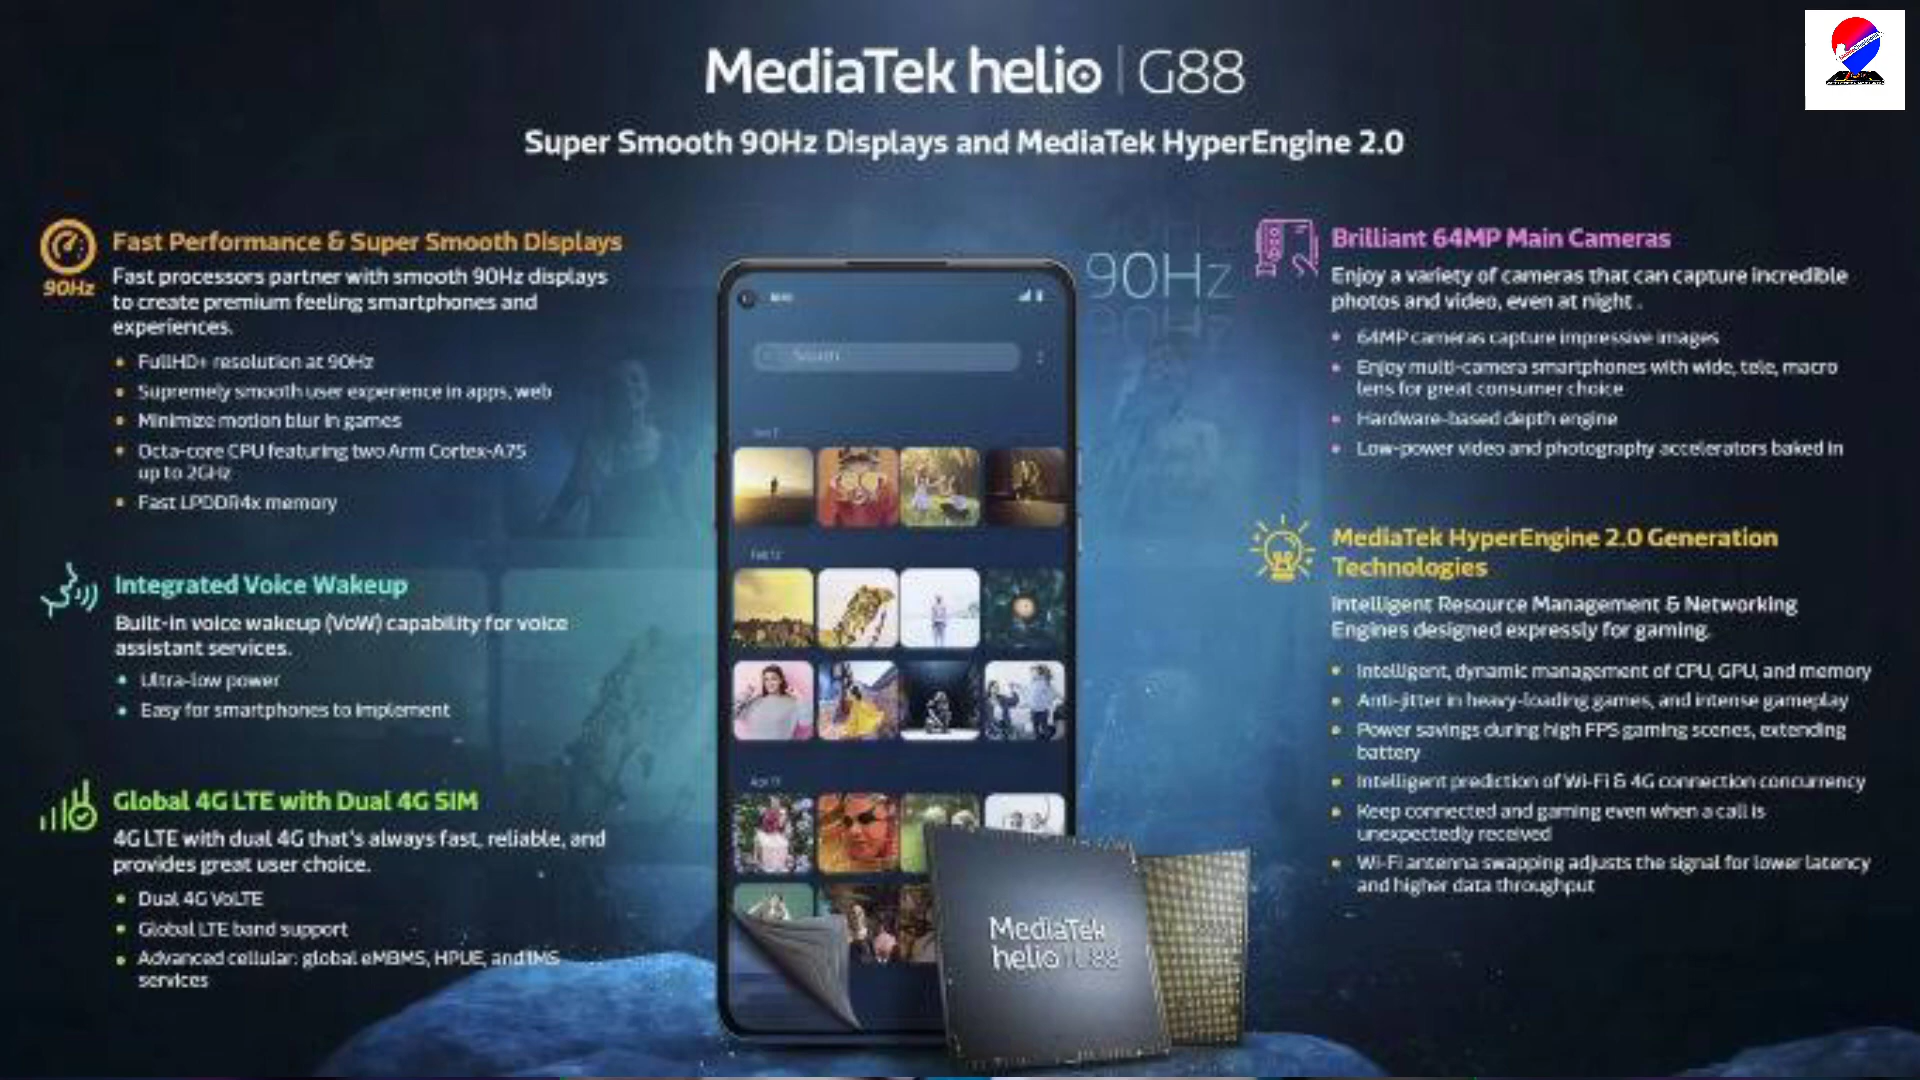 MediaTek helio | G88
Super Smooth 90Hz Displays and MediaTek HyperEngine 2.0
90Hz
Fast Performance & Super Smooth Displays
Fast processors partner with smooth 90Hz displays
to create premium feeling smartphones and
experiences.
• FullHD+ resolution at 90Hz
• Supremely smooth user experience in apps, web
• Minimize motion blur in games
• Octa-core CPU featuring two Arm Cortex-A75
up to 2GHz
• Fast LPDDR4x memory
Integrated Voice Wakeup
Built-in voice wakeup (VoW) capability for voice
assistant services.
• Ultra-low power
• Easy for smartphones to implement
Global 4G LTE with Dual 4G SIM
4G LTE with dual 4G that's always fast, reliable, and
provides great user choice.
• Dual 4G VoLTE
• Global LTE band support
• Advanced cellular: global eMBMS, HPUE, and IMS
services
90Hz
Search
MediaTek
helio | G88
Brilliant 64MP Main Cameras
Enjoy a variety of cameras that can capture incredible
photos and video, even at night .
• 64MP cameras capture impressive images
• Enjoy multi-camera smartphones with wide, tele, macro
lens for great consumer choice
• Hardware-based depth engine
• Low-power video and photography accelerators baked in
MediaTek HyperEngine 2.0 Generation
Technologies
Intelligent Resource Management & Networking
Engines designed expressly for gaming.
• Intelligent, dynamic management of CPU, GPU, and memory
• Anti-jitter in heavy-loading games, and intense gameplay
• Power savings during high FPS gaming scenes, extending
battery
• Intelligent prediction of Wi-Fi & 4G connection concurrency
• Keep connected and gaming even when a call is
unexpectedly received
• Wi-Fi antenna swapping adjusts the signal for lower latency
and higher data throughput